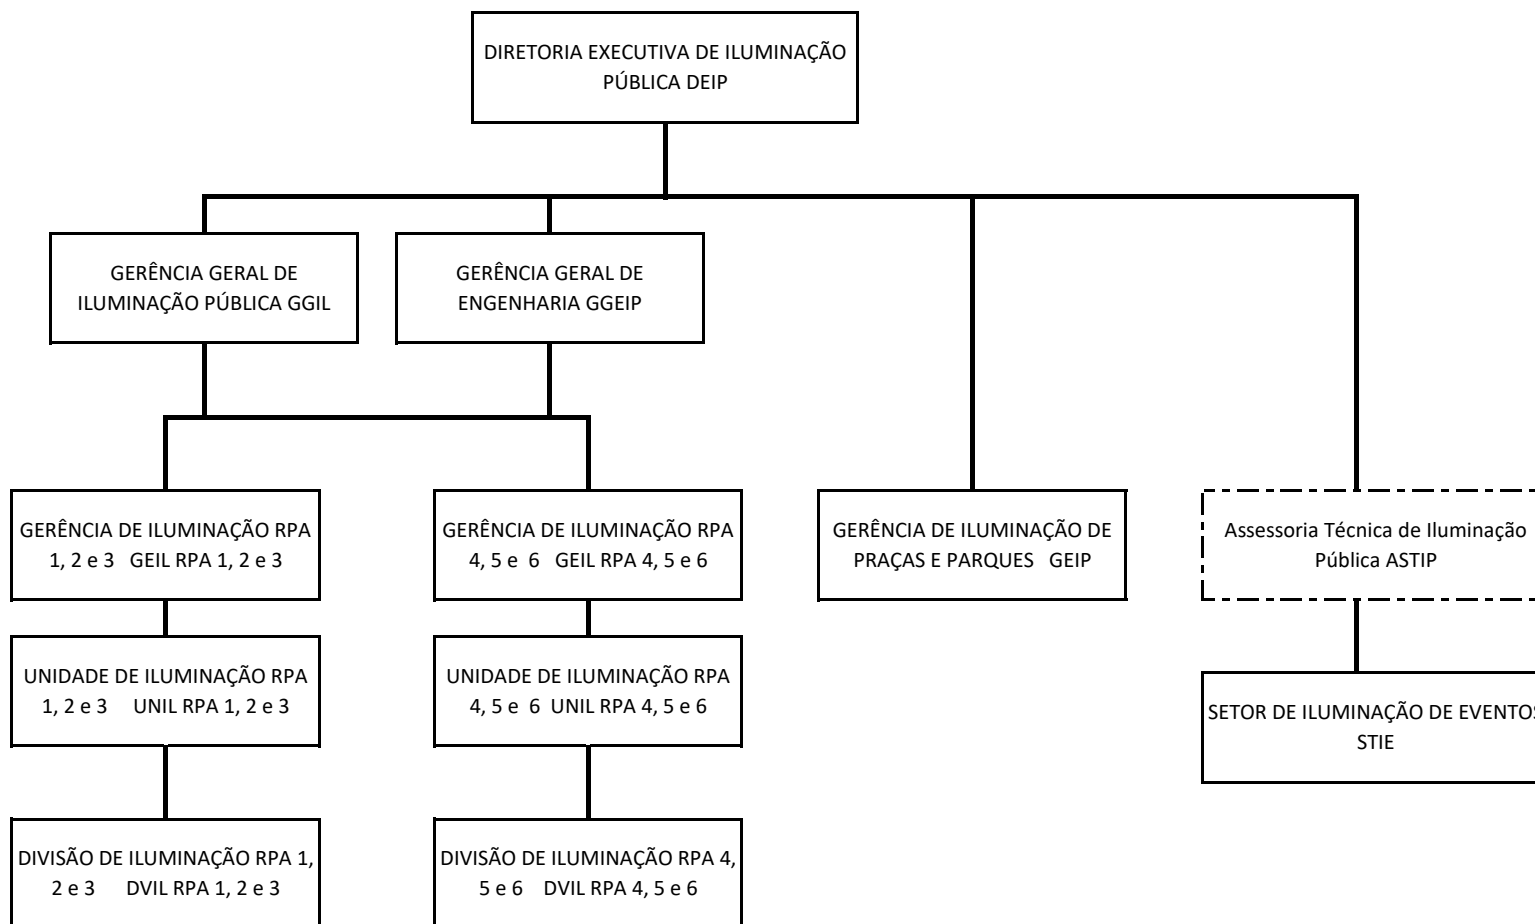 DIRETORIA EXECUTIVA DE ILUMINAÇÃO
PÚBLICA DEIP
GERÊNCIA GERAL DE
ILUMINAÇÃO PÚBLICA GGIL
GERÊNCIA GERAL DE
ENGENHARIA GGEIP
GERÊNCIA DE ILUMINAÇÃO RPA
1, 2 e 3 GEIL RPA 1, 2 e 3
GERÊNCIA DE ILUMINAÇÃO RPA
4, 5 e 6 GEIL RPA 4, 5 e 6
GERÊNCIA DE ILUMINAÇÃO DE
PRAÇAS E PARQUES GEIP
Assessoria Técnica de Iluminação
Pública ASTIP
UNIDADE DE ILUMINAÇÃO RPA
1, 2 e 3 UNIL RPA 1, 2 e 3
UNIDADE DE ILUMINAÇÃO RPA
4, 5 e 6 UNIL RPA 4, 5 e 6
SETOR DE ILUMINAÇÃO DE EVENTOS
STIE
DIVISÃO DE ILUMINAÇÃO RPA 1,
2 e 3 DVIL RPA 1, 2 e 3
DIVISÃO DE ILUMINAÇÃO RPA 4,
5 e 6 DVIL RPA 4, 5 e 6